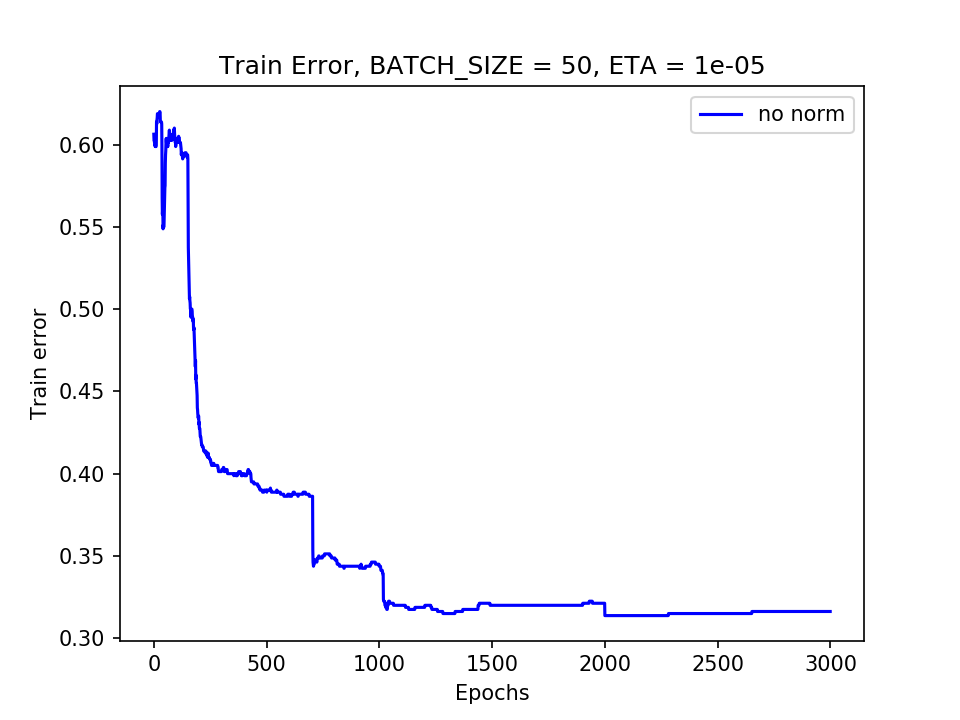 Train Error, BATCH_SIZE = 50, ETA = 1e-05
no norm
0.60
0.55
0.50
0.45
0.40
0.35
0.30
Train error
0 500 1000 1500 2000 2500 3000
Epochs